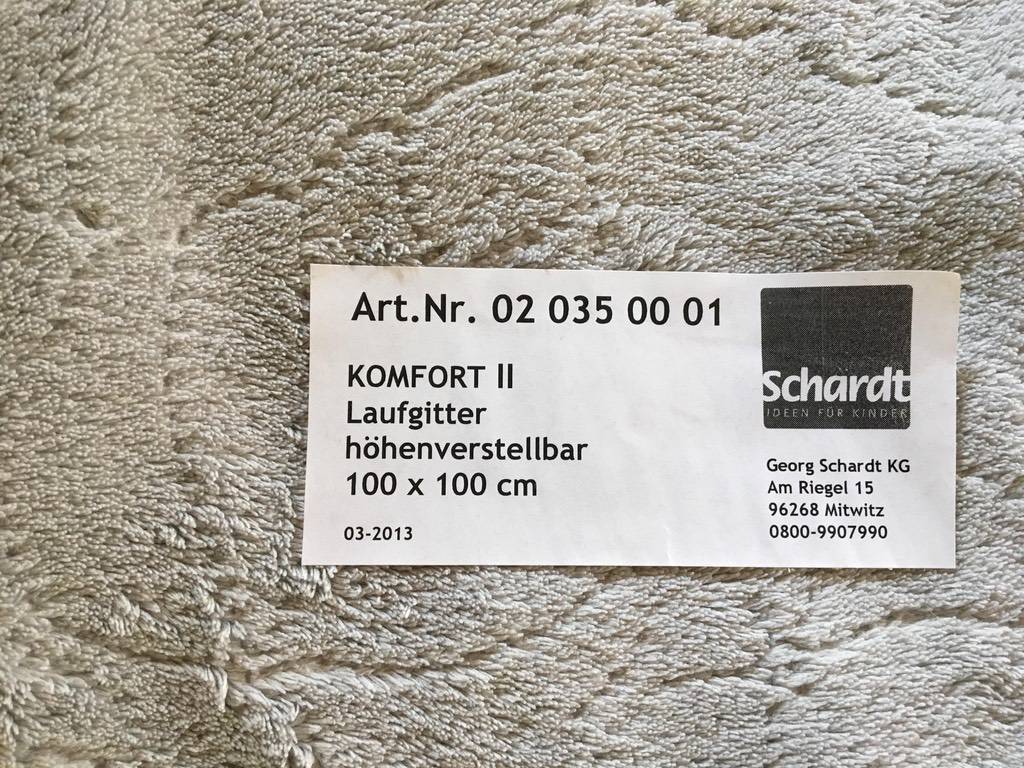 Art.Nr. 02 035 00 01
KOMFORT II
Laufgitter
höhenverstellbar
100 x 100 cm
03-2013
Schardt
IDEEN FÜR KINDER
Georg Schardt KG
Am Riegel 15
96268 Mitwitz
0800-9907990